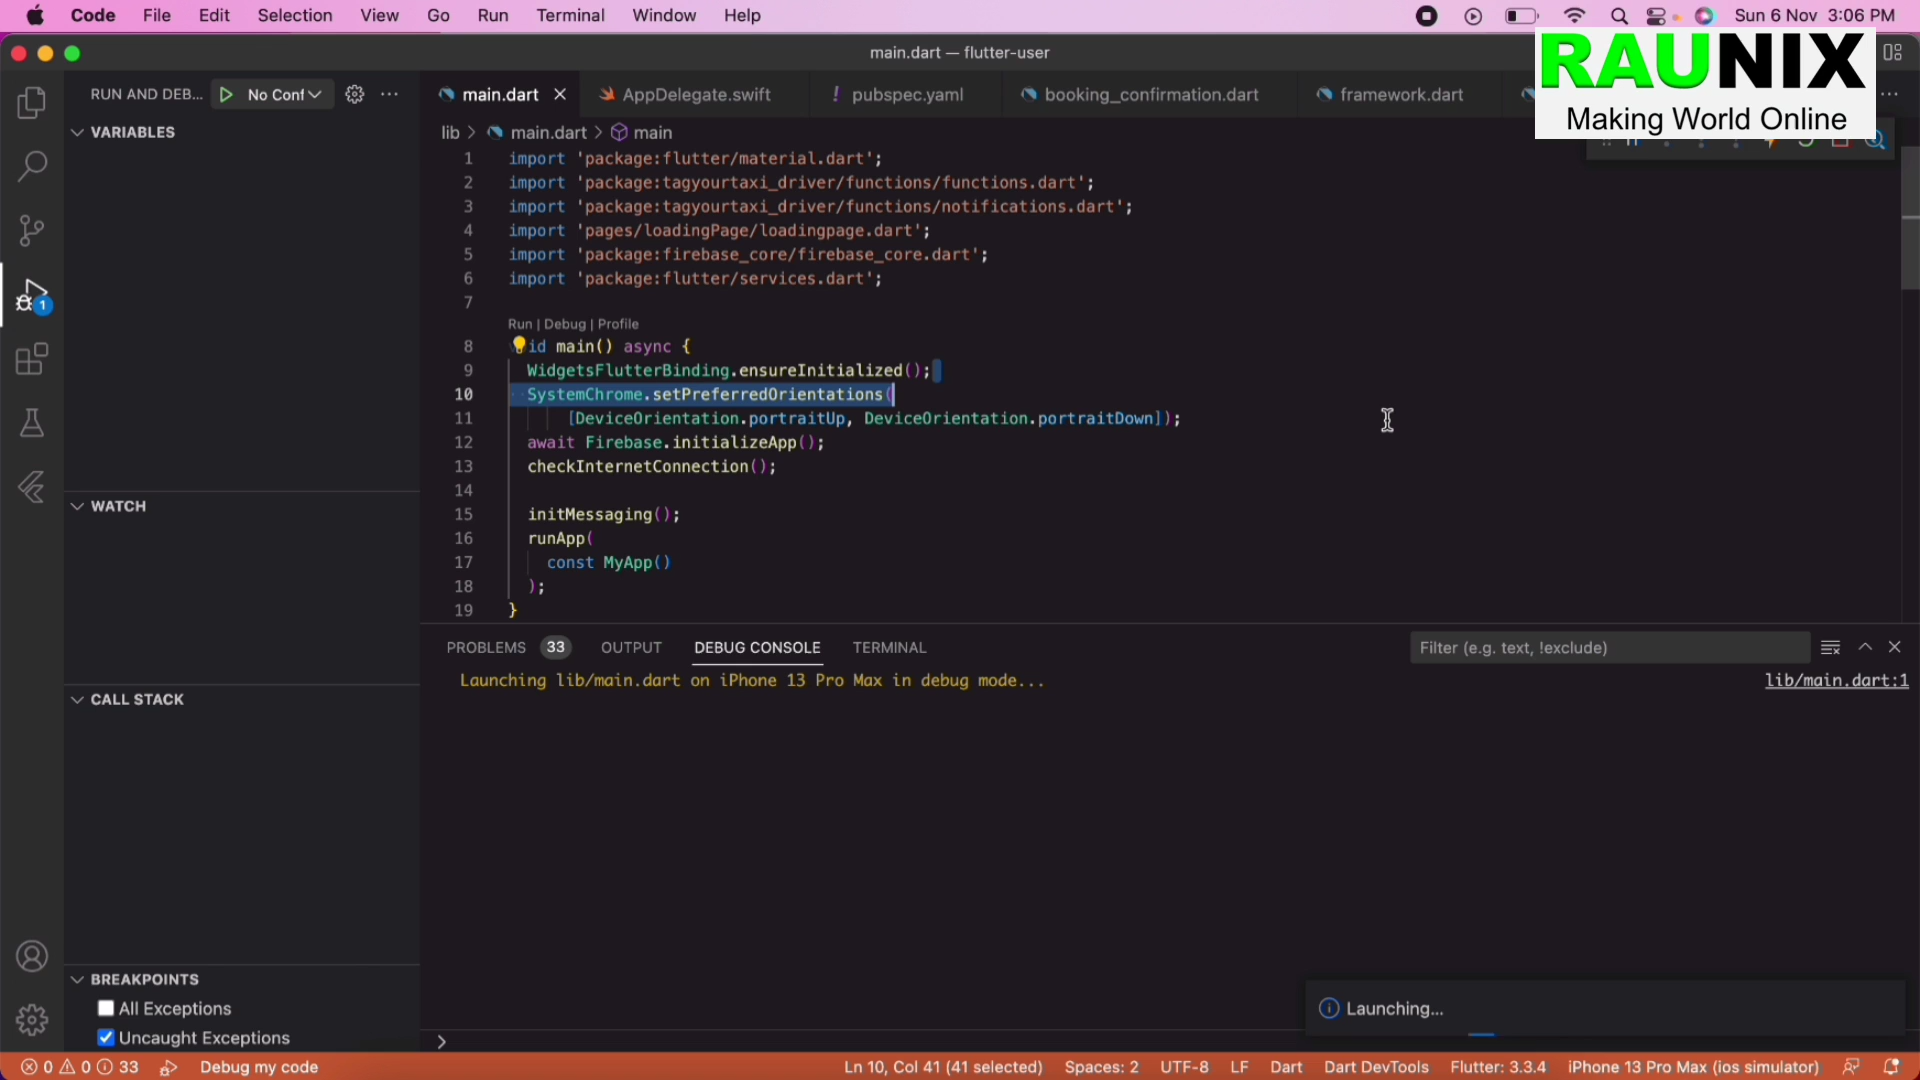 Code File Edit Selection View Go Run Terminal Window Help Sun 6 Nov 3:06 PM
main.dart — flutter-user
RAUNIX
Making World Online
RUN AND DEB... No Conf
main.dart AppDelegate.swift ! pubspec.yaml booking_confirmation.dart framework.dart
lib > main.dart > main
VARIABLES
1 import 'package:flutter/material.dart';
2 import 'package:tagyourtaxi_driver/functions/functions.dart';
3 import 'package:tagyourtaxi_driver/functions/notifications.dart';
4 import 'pages/loadingPage/loadingpage.dart';
5 import 'package:firebase_core/firebase_core.dart';
6 import 'package:flutter/services.dart';
7
Run | Debug | Profile
8 id main() async {
9 WidgetsFlutterBinding.ensureInitialized();
10 SystemChrome.setPreferredOrientations(
11 [DeviceOrientation.portraitUp, DeviceOrientation.portraitDown]);
12 await Firebase.initializeApp();
13 checkInternetConnection();
14
15 initMessaging();
16 runApp(
17 const MyApp()
18 );
19 }
1
WATCH
CALL STACK
BREAKPOINTS
All Exceptions
Uncaught Exceptions
PROBLEMS 33 OUTPUT DEBUG CONSOLE TERMINAL Filter (e.g. text, !exclude)
Launching lib/main.dart on iPhone 13 Pro Max in debug mode... lib/main.dart:1
Launching...
0 0 33 Debug my code Ln 10, Col 41 (41 selected) Spaces: 2 UTF-8 LF Dart Dart DevTools Flutter: 3.3.4 iPhone 13 Pro Max (ios simulator)